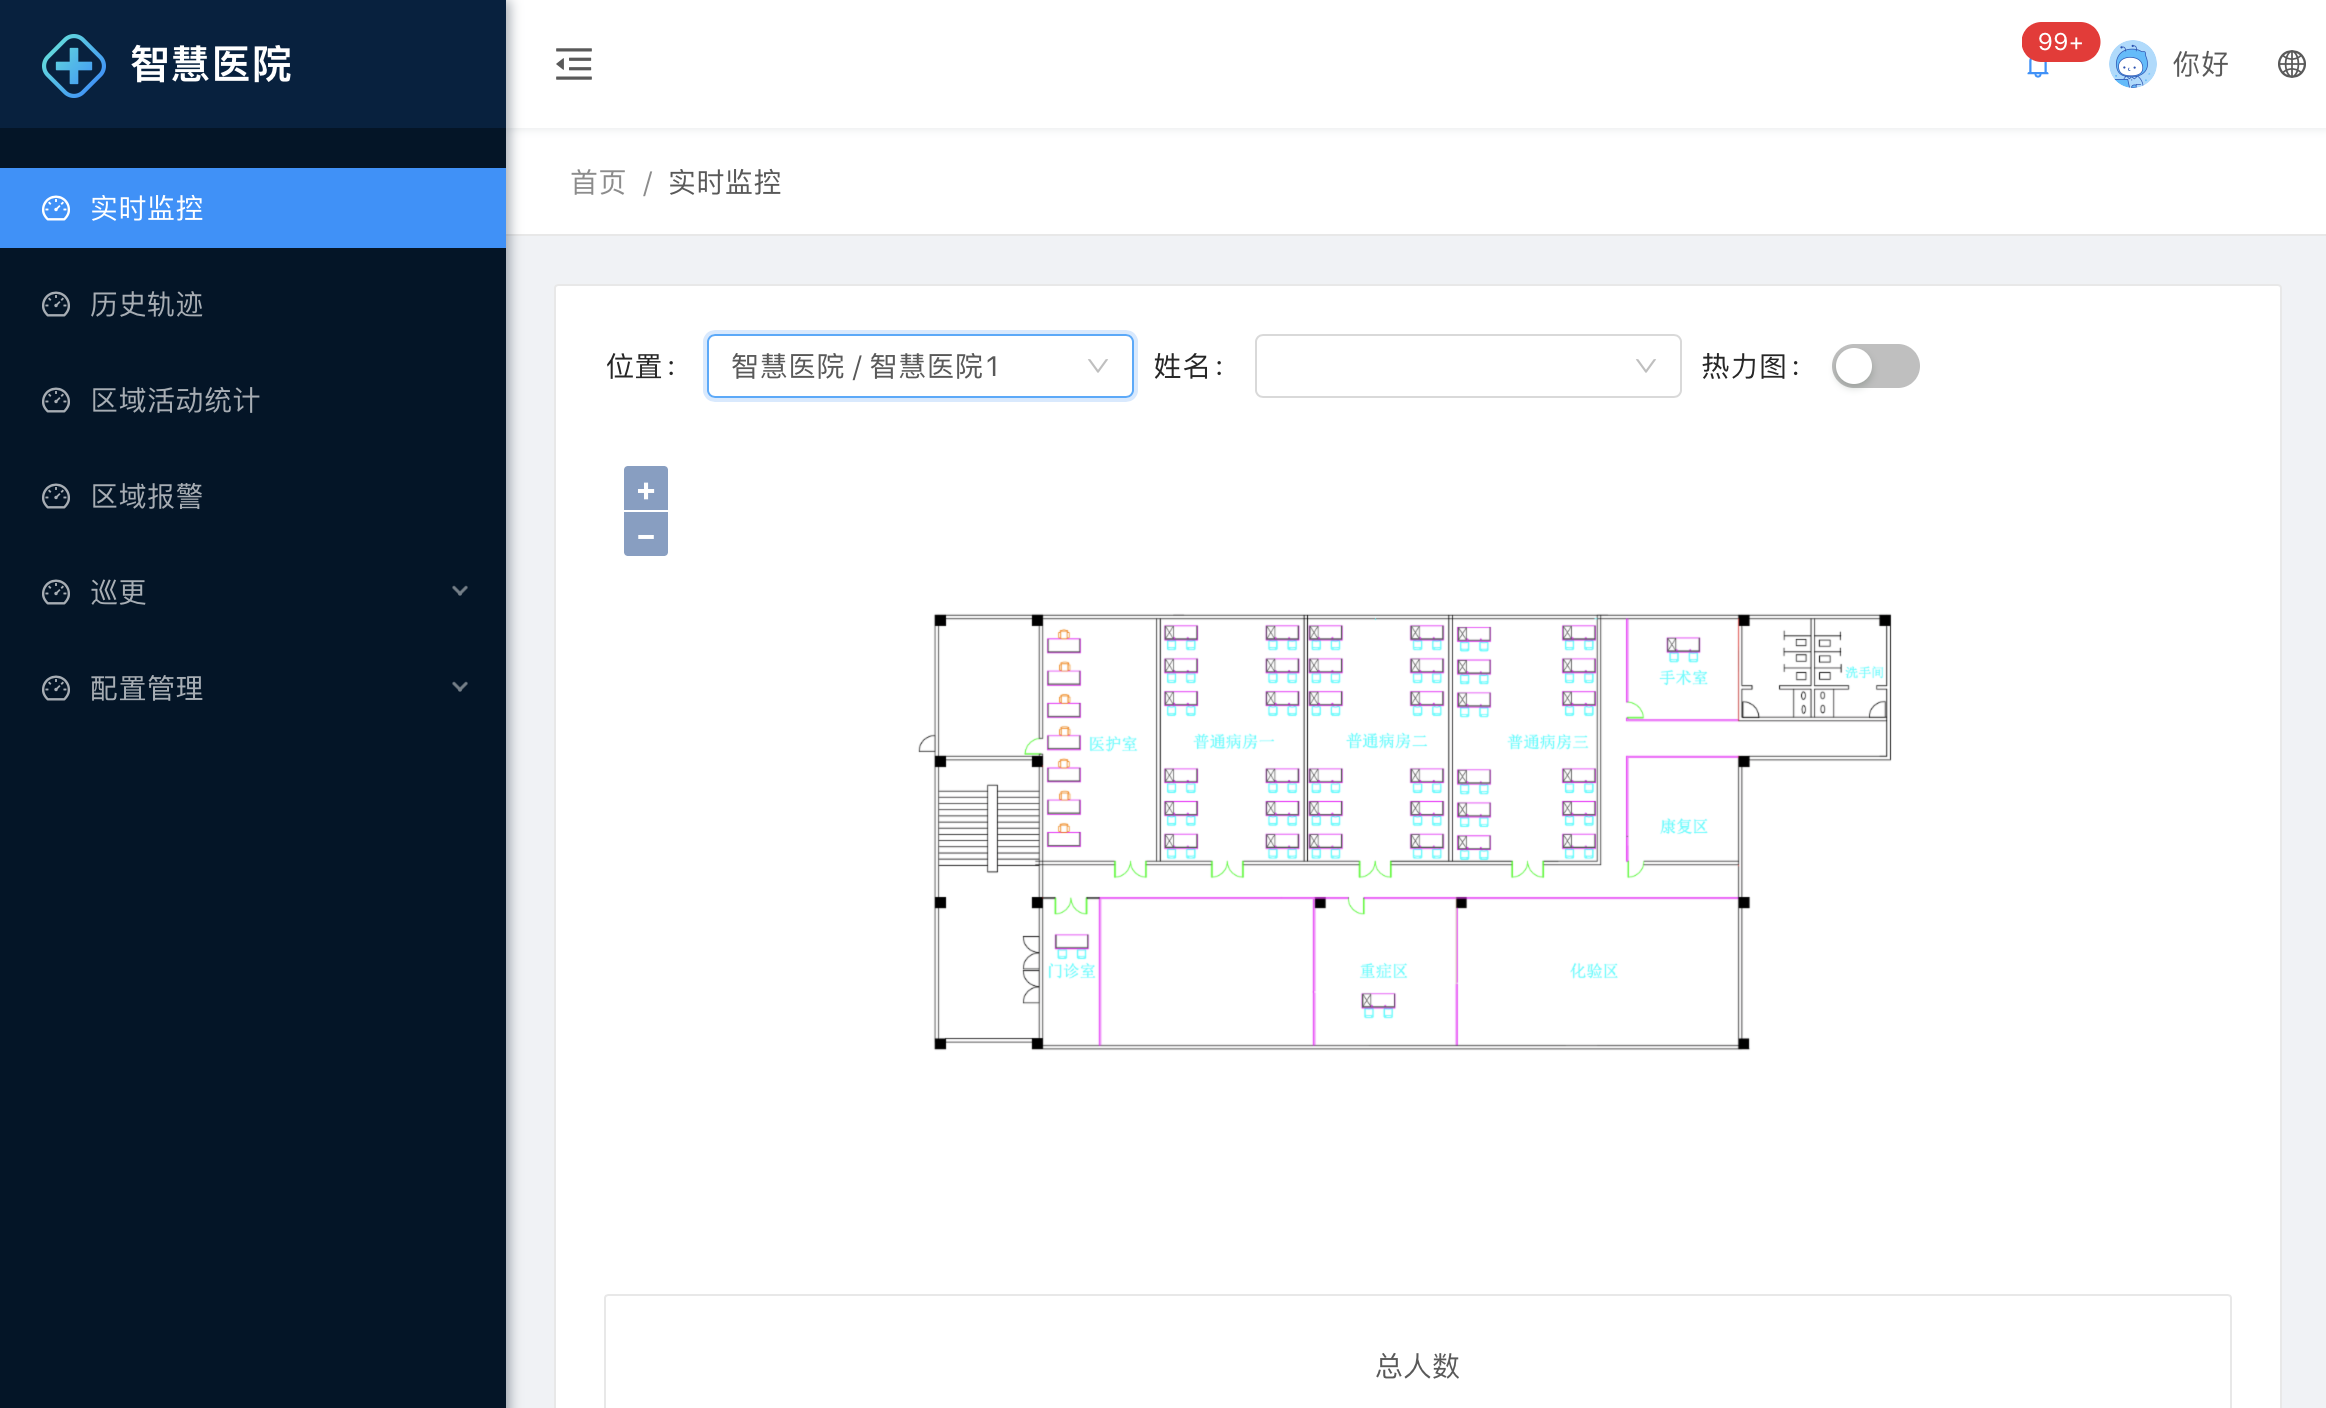 智慧医院
99+
你好
首页 / 实时监控
实时监控
历史轨迹
区域活动统计
区域报警
巡更
配置管理
位置：
智慧医院 / 智慧医院1
姓名：
热力图：
+
−
手术室
洗手间
医护室
普通病房一
普通病房二
普通病房三
康复区
门诊室
重症区
化验区
总人数